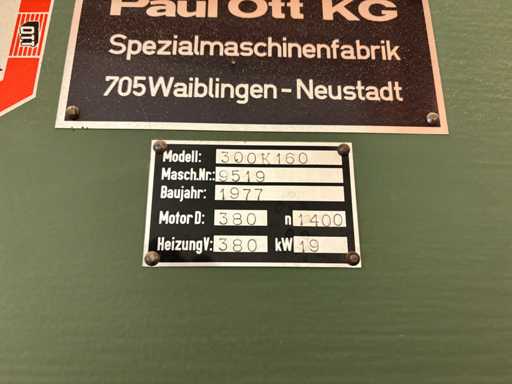 Paul Ott KG
Spezialmaschinenfabrik
705 Waiblingen - Neustadt
Modell: 300K160
Masch.Nr.: 9519
Baujahr: 1977
Motor D: 380 n 1400
Heizung V: 380 kW 19